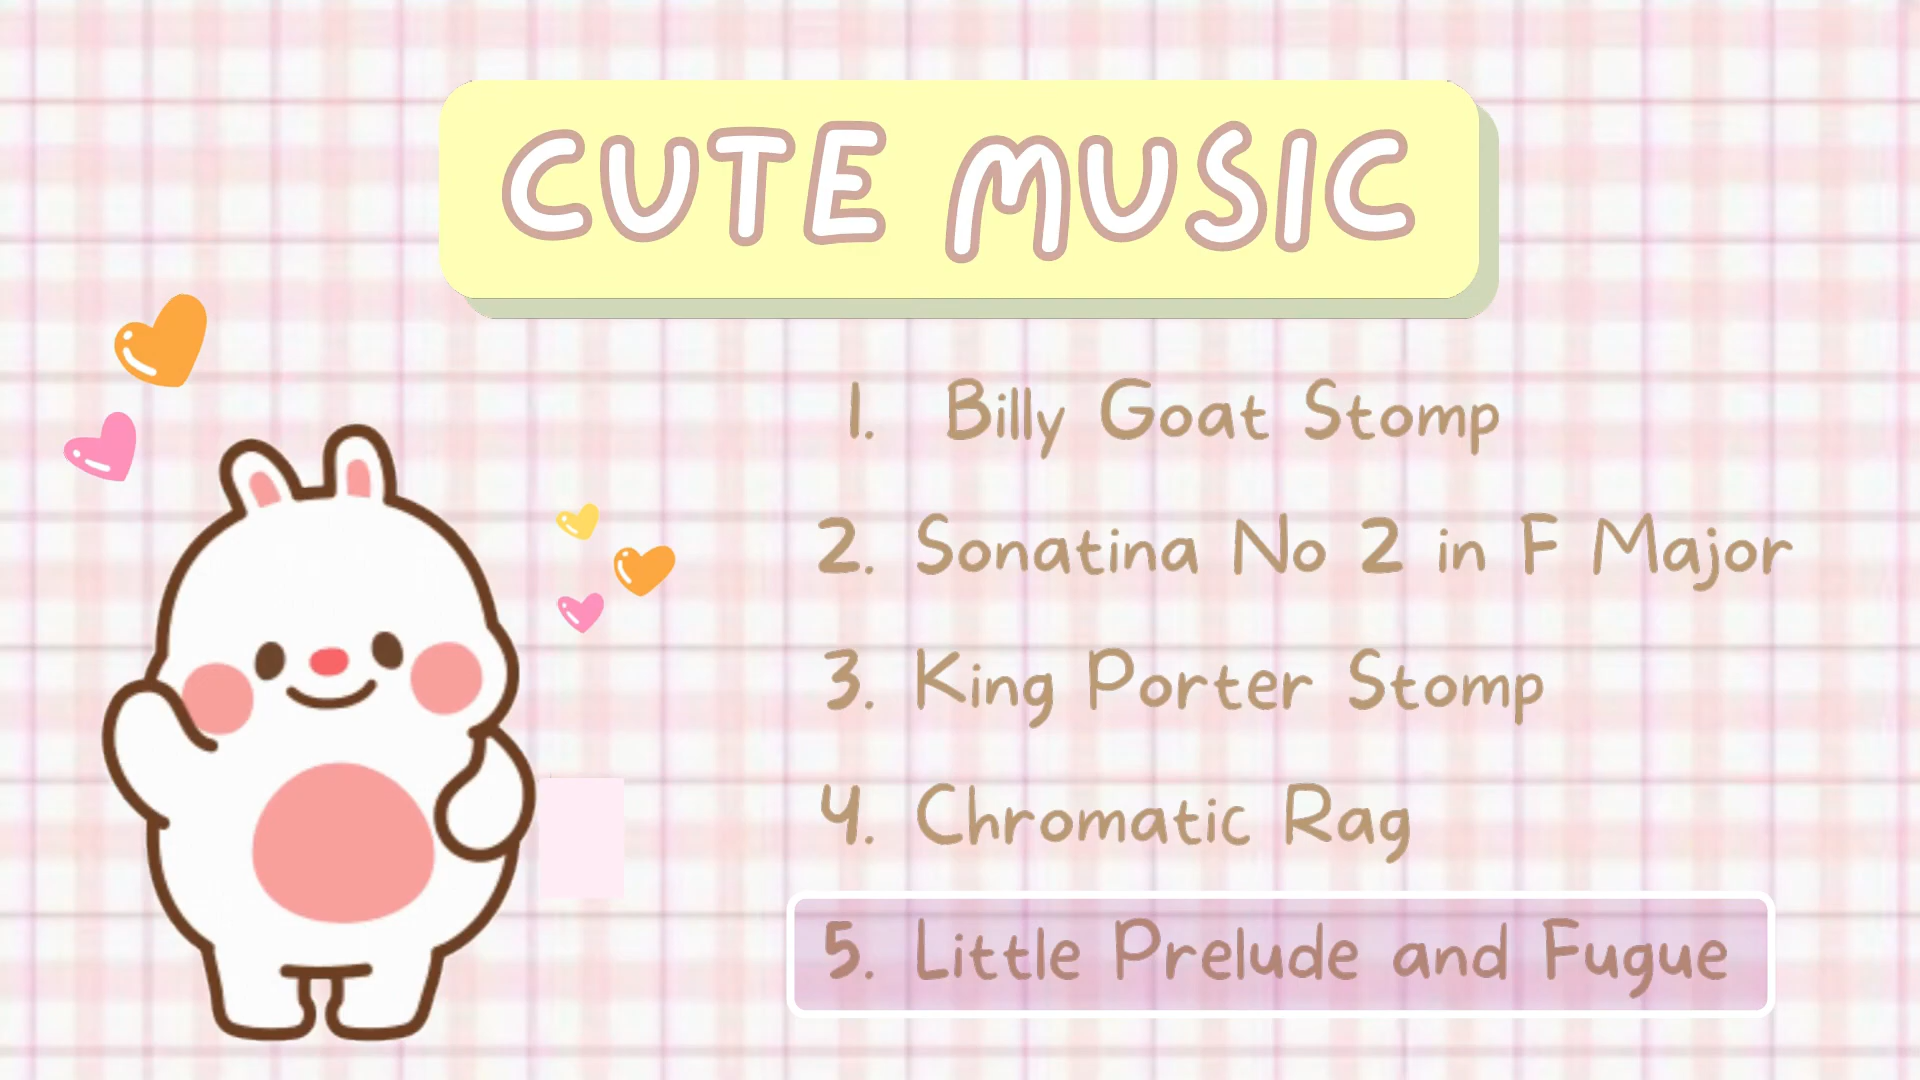 CUTE MUSIC
1. Billy Goat Stomp
2. Sonatina No 2 in F Major
3. King Porter Stomp
4. Chromatic Rag
5. Little Prelude and Fugue